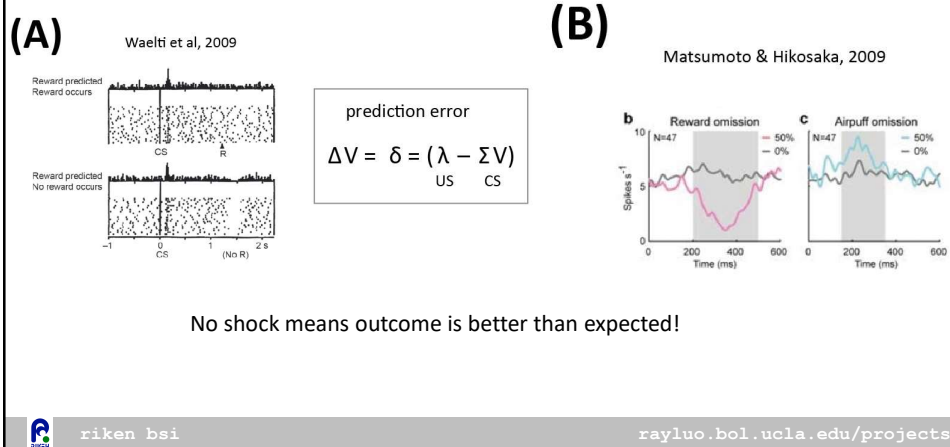 (A)
Waelti et al, 2009
Reward predicted
Reward occurs
CS
R
Reward predicted
No reward occurs
-1
0
1
2 s
CS
(No R)
prediction error
ΔV = δ = (λ – ΣV)
US CS
(B)
Matsumoto & Hikosaka, 2009
b Reward omission
N=47
50%
0%
10
5
0
Spikes s⁻¹
0 200 400 600
Time (ms)
c Airpuff omission
N=47
50%
0%
0 200 400 600
Time (ms)
No shock means outcome is better than expected!
RIKEN
riken bsi
rayluo.bol.ucla.edu/projects